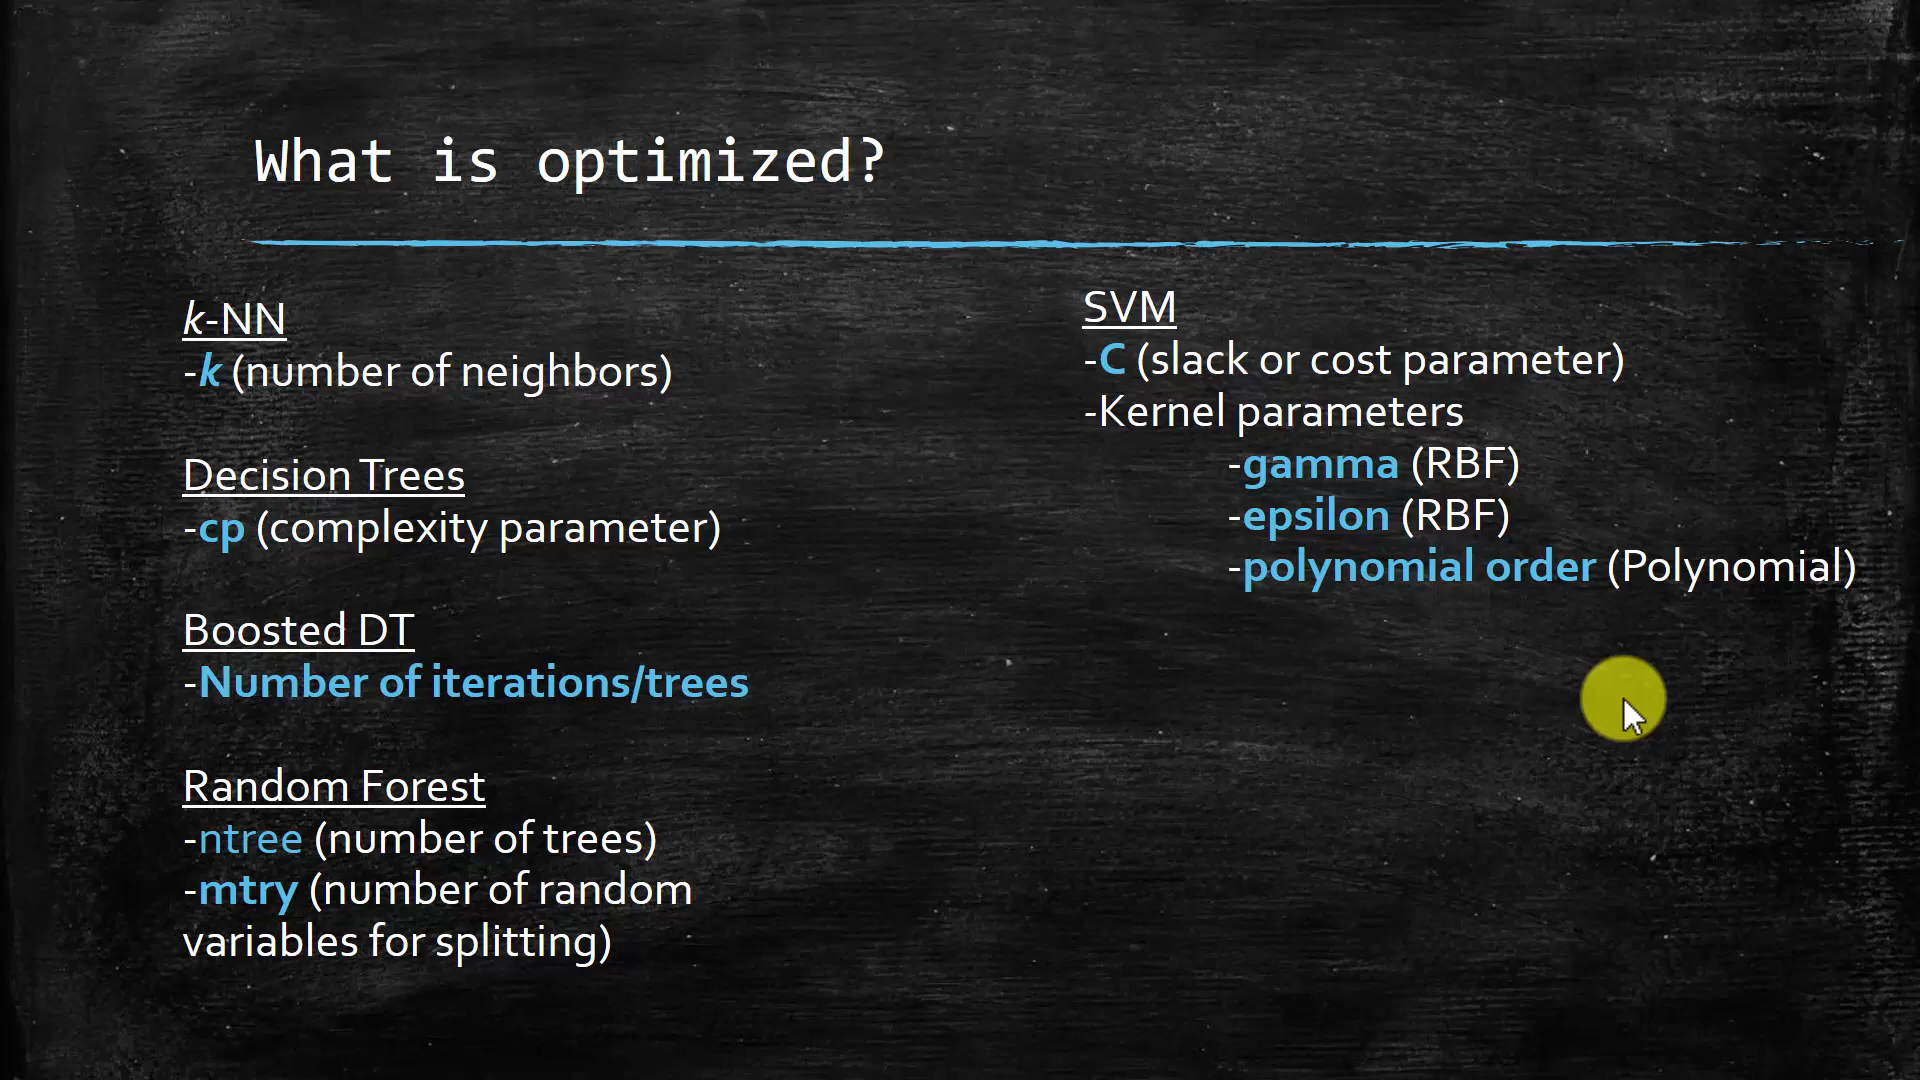 What is optimized?
k-NN
-k (number of neighbors)
Decision Trees
-cp (complexity parameter)
Boosted DT
-Number of iterations/trees
Random Forest
-ntree (number of trees)
-mtry (number of random
variables for splitting)
SVM
-C (slack or cost parameter)
-Kernel parameters
-gamma (RBF)
-epsilon (RBF)
-polynomial order (Polynomial)